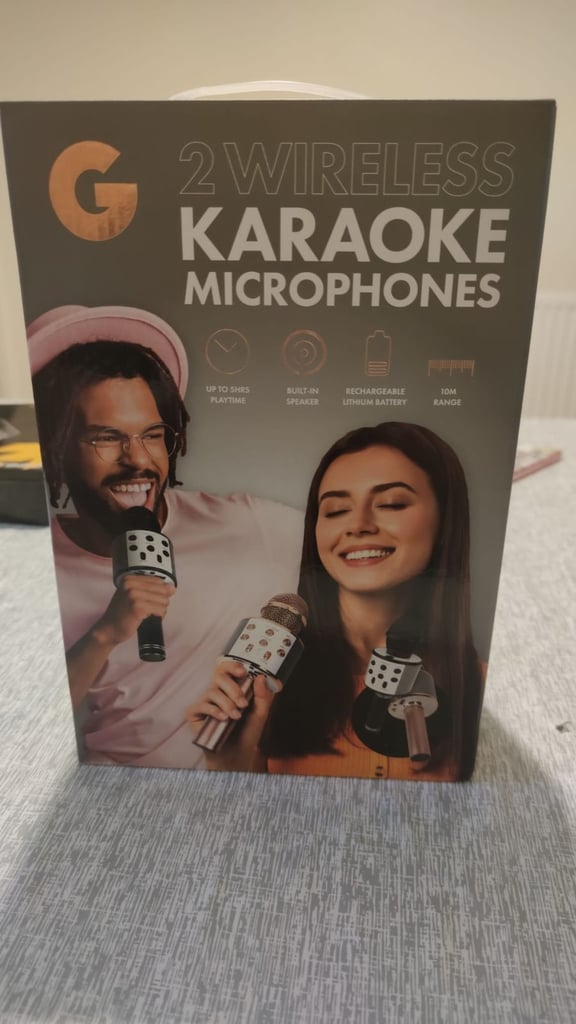 G
2 WIRELESS
KARAOKE
MICROPHONES
UP TO 5HRS
PLAYTIME
BUILT-IN
SPEAKER
RECHARGEABLE
LITHIUM BATTERY
10M
RANGE